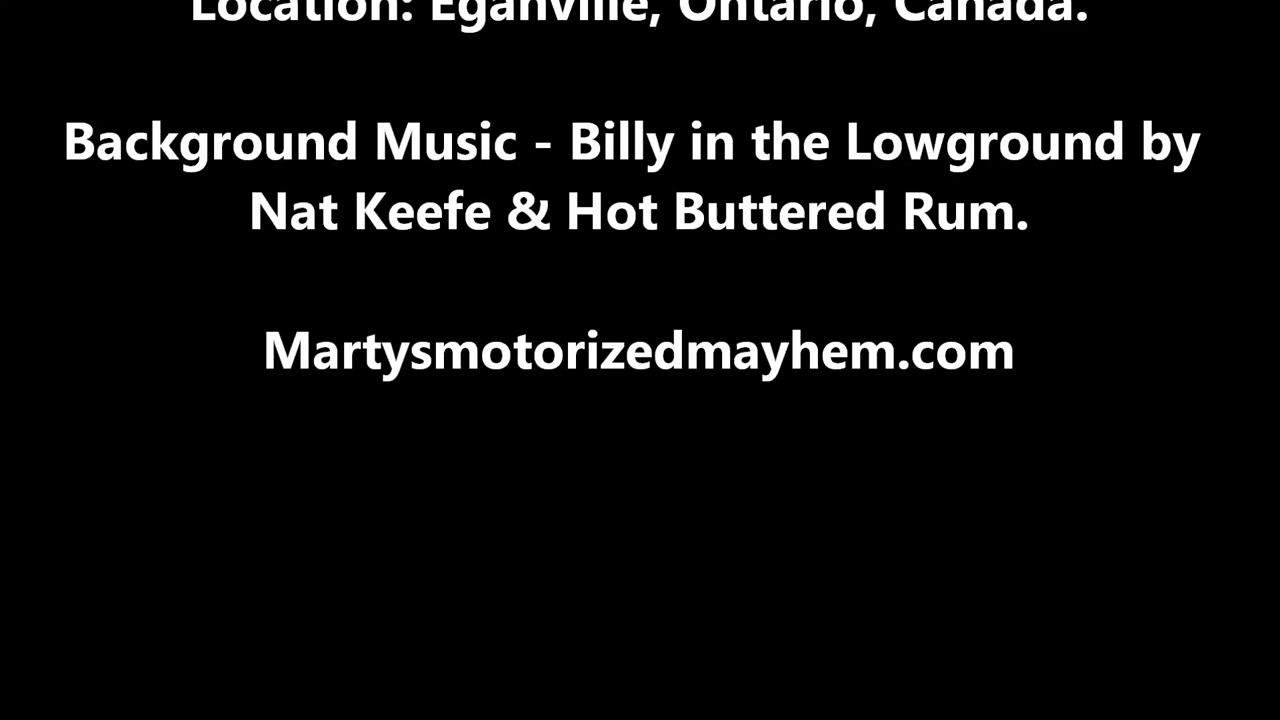 Location: Eganville, Ontario, Canada.
Background Music - Billy in the Lowground by
Nat Keefe & Hot Buttered Rum.
Martysmotorizedmayhem.com